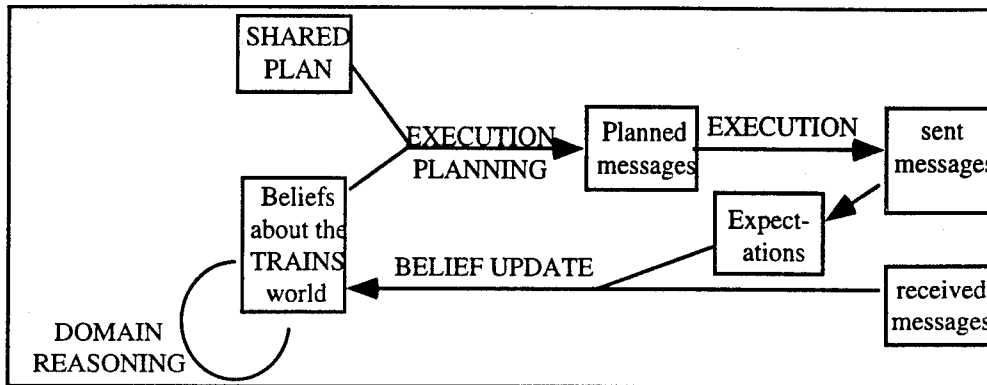 SHARED
PLAN
EXECUTION
PLANNING
Planned
messages
EXECUTION
sent
messages
Beliefs
about the
TRAINS
world
Expect-
ations
BELIEF UPDATE
received
messages
DOMAIN
REASONING